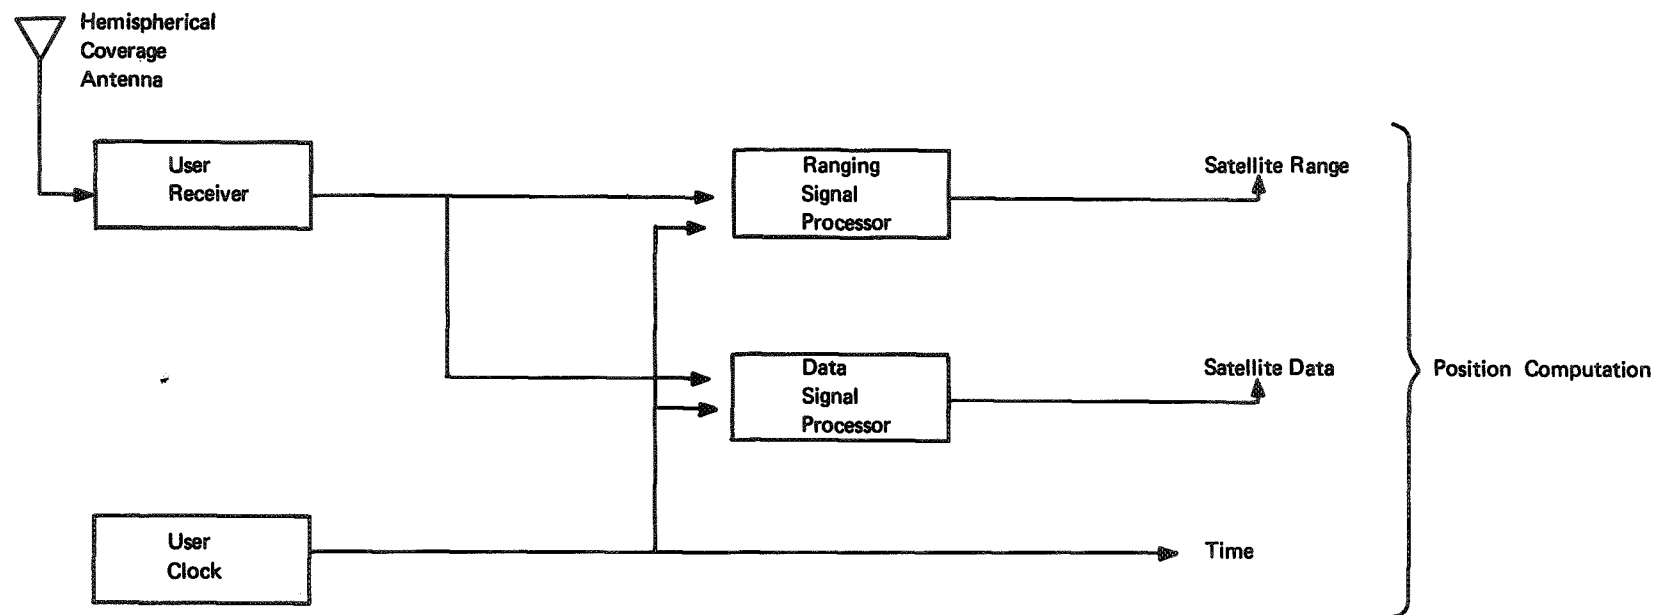 Hemispherical
Coverage
Antenna
User
Receiver
Ranging
Signal
Processor
Satellite Range
Data
Signal
Processor
Satellite Data
Position Computation
User
Clock
Time